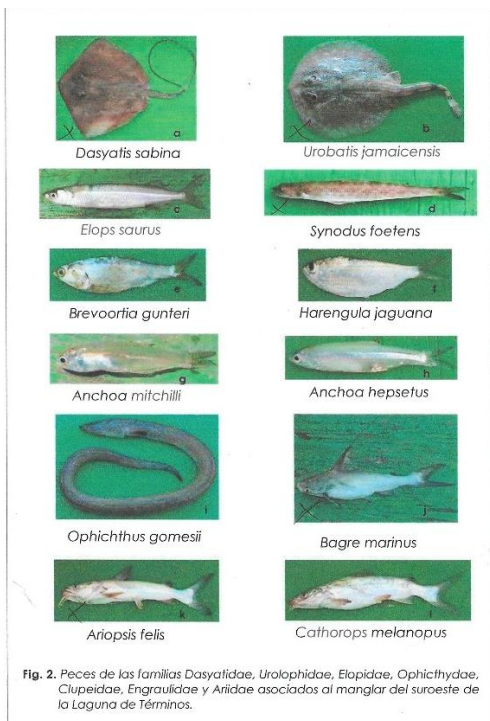 a
b
Dasyatis sabina
Urobatis jamaicensis
c
d
Elops saurus
Synodus foetens
e
f
Brevoortia gunteri
Harengula jaguana
g
h
Anchoa mitchilli
Anchoa hepsetus
i
j
Ophichthus gomesii
Bagre marinus
k
l
Ariopsis felis
Cathorops melanopus
Fig. 2. Peces de las familias Dasyatidae, Urolophidae, Elopidae, Ophicthydae,
Clupeidae, Engraulidae y Ariidae asociados al manglar del suroeste de
la Laguna de Términos.